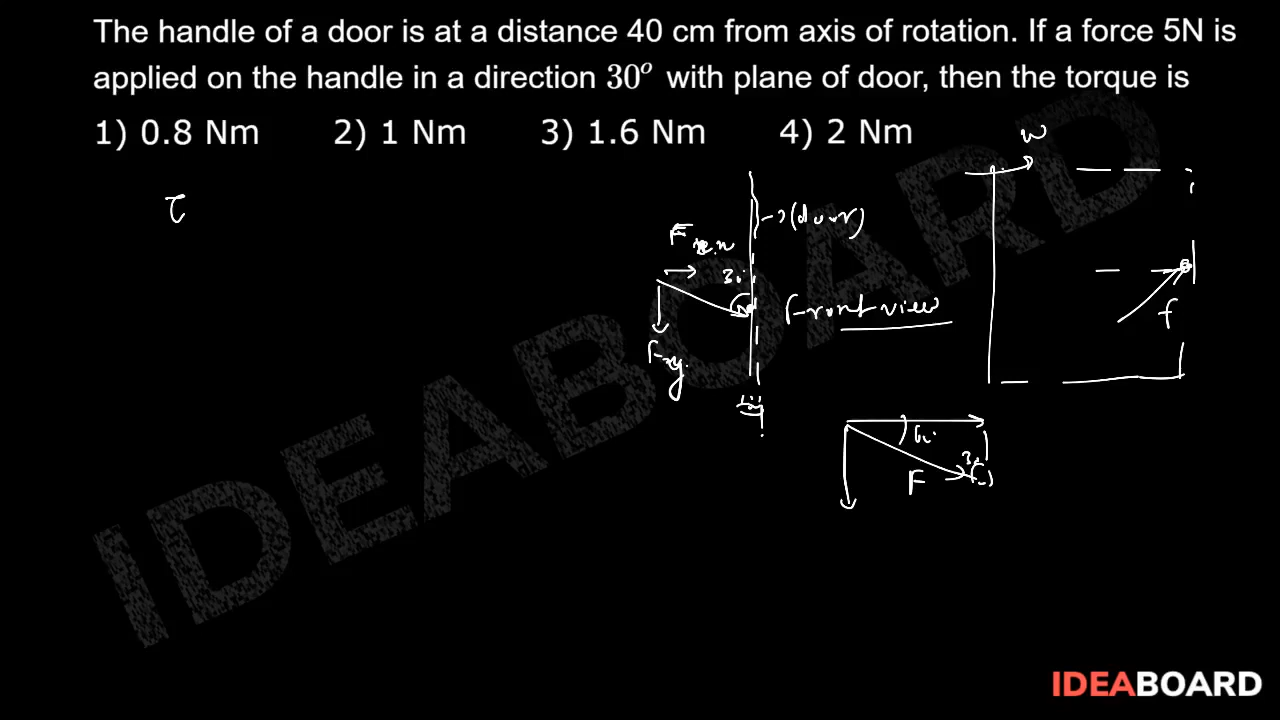 The handle of a door is at a distance 40 cm from axis of rotation. If a force 5N is
applied on the handle in a direction 30° with plane of door, then the torque is
1) 0.8 Nm 2) 1 Nm 3) 1.6 Nm 4) 2 Nm
τ
w
(door)
F
30
Front view
f
F
IDEABOARD
IDEABOARD